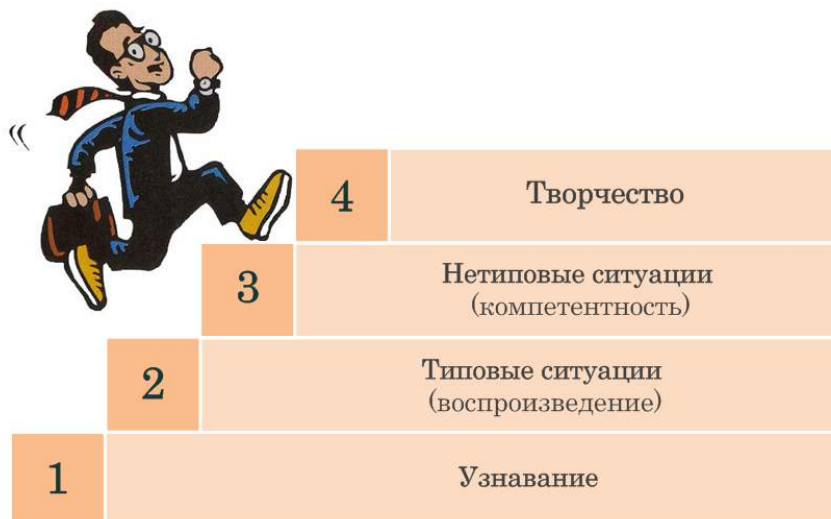 4 Творчество
3 Нетиповые ситуации
(компетентность)
2 Типовые ситуации
(воспроизведение)
1 Узнавание